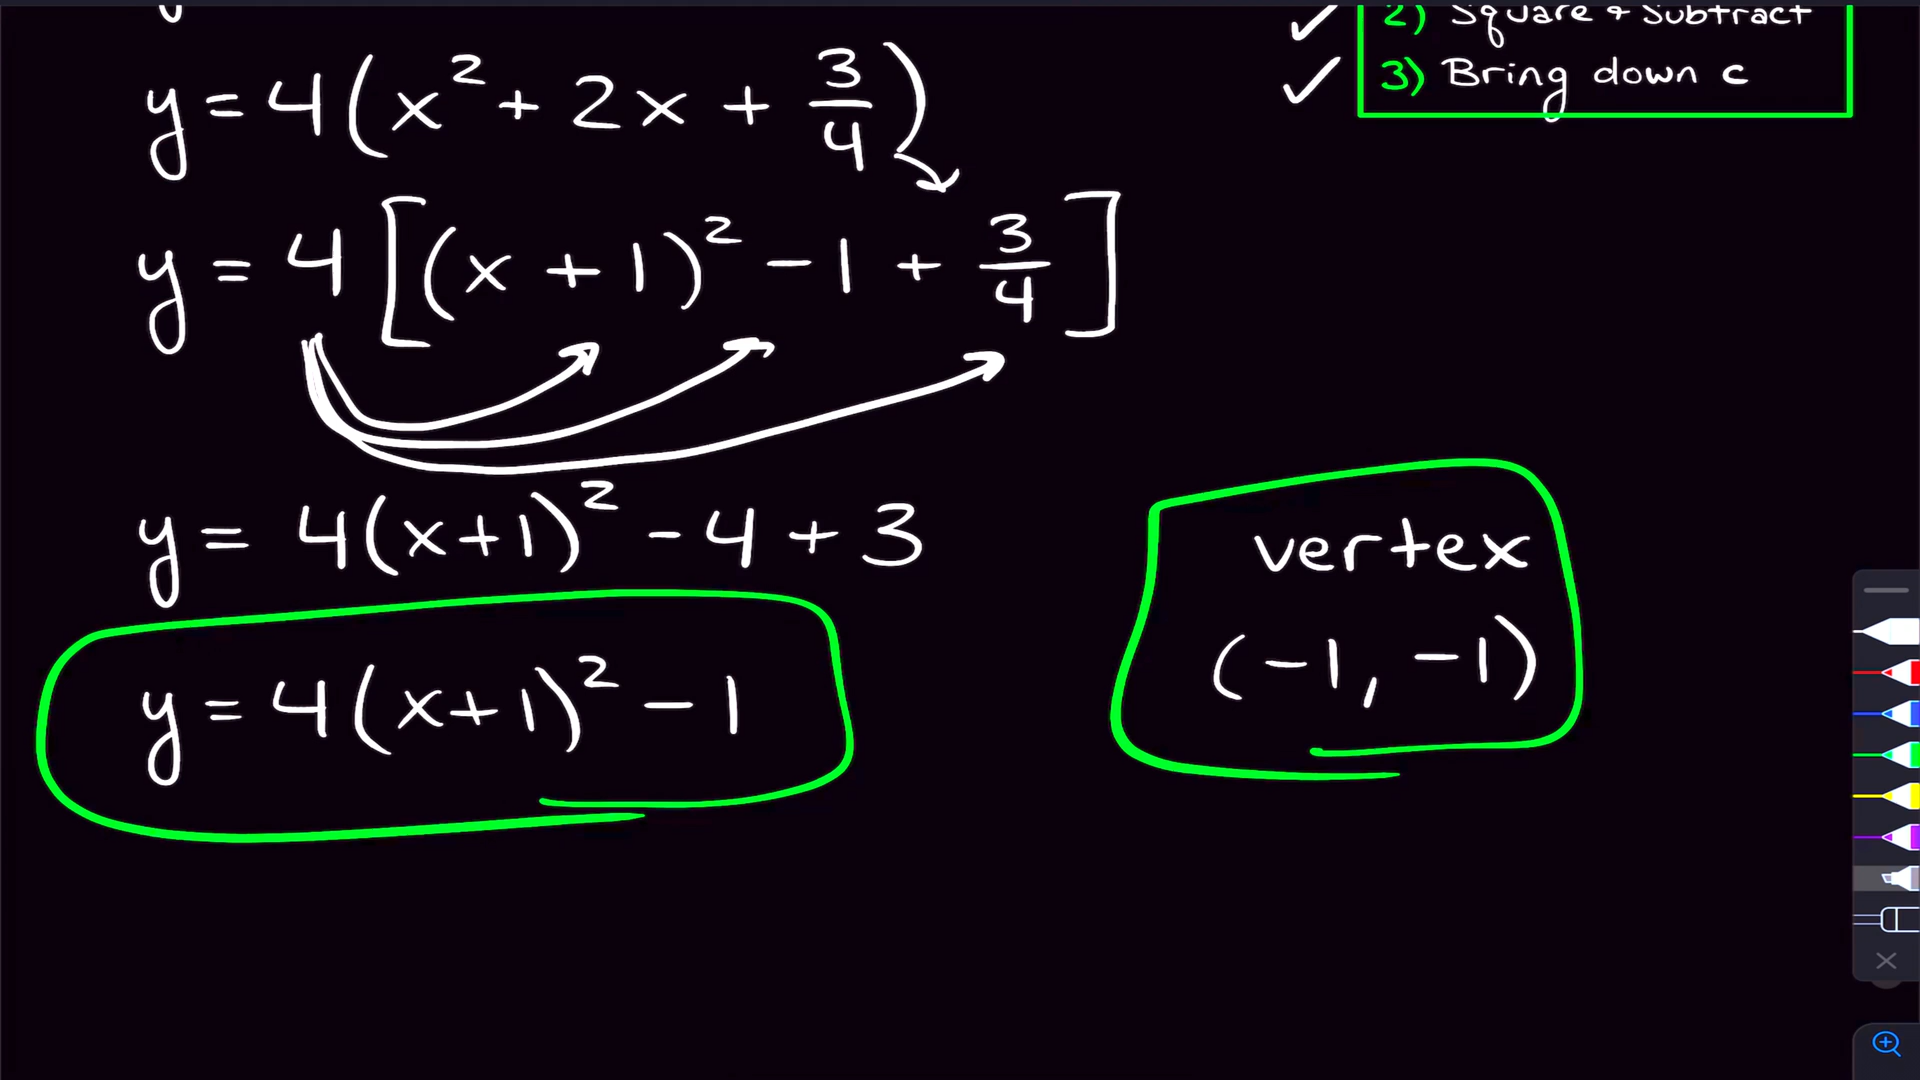 2) Square & Subtract
3) Bring down c
y = 4(x² + 2x + 3/4)
y = 4[(x + 1)² - 1 + 3/4]
y = 4(x+1)² - 4 + 3
y = 4(x+1)² - 1
vertex
(-1, -1)